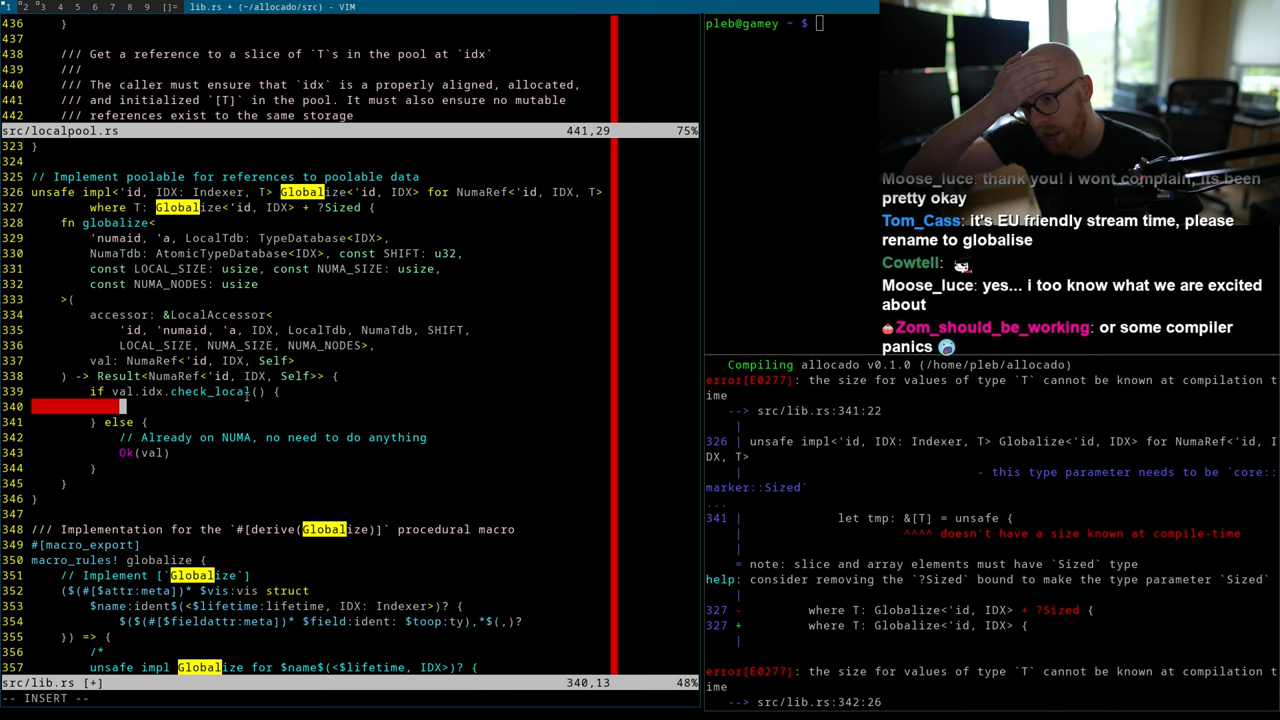 1 2 3 4 5 6 7 8 9 []= lib.rs + (~/allocado/src) - VIM
436 }
437
438 /// Get a reference to a slice of `T`s in the pool at `idx`
439 ///
440 /// The caller must ensure that `idx` is a properly aligned, allocated,
441 /// and initialized `[T]` in the pool. It must also ensure no mutable
442 /// references exist to the same storage
src/localpool.rs 441,29 75%
323 }
324
325 // Implement poolable for references to poolable data
326 unsafe impl<'id, IDX: Indexer, T> Globalize<'id, IDX> for NumaRef<'id, IDX, T>
327 where T: Globalize<'id, IDX> + ?Sized {
328 fn globalize<
329 'numaid, 'a, LocalTdb: TypeDatabase<IDX>,
330 NumaTdb: AtomicTypeDatabase<IDX>, const SHIFT: u32,
331 const LOCAL_SIZE: usize, const NUMA_SIZE: usize,
332 const NUMA_NODES: usize
333 >(
334 accessor: &LocalAccessor<
335 'id, 'numaid, 'a, IDX, LocalTdb, NumaTdb, SHIFT,
336 LOCAL_SIZE, NUMA_SIZE, NUMA_NODES>,
337 val: NumaRef<'id, IDX, Self>
338 ) -> Result<NumaRef<'id, IDX, Self>> {
339 if val.idx.check_local() {
340
341 } else {
342 // Already on NUMA, no need to do anything
343 Ok(val)
344 }
345 }
346 }
347
348 /// Implementation for the `#[derive(Globalize)]` procedural macro
349 #[macro_export]
350 macro_rules! globalize {
351 // Implement [`Globalize`]
352 ($(#[$attr:meta])* $vis:vis struct
353 $name:ident$(<$lifetime:lifetime, IDX: Indexer>)? {
354 $($(#[$fieldattr:meta])* $field:ident: $toop:ty),*$(,)?
355 }) => {
356 /*
357 unsafe impl Globalize for $name$(<$lifetime, IDX>)? {
src/lib.rs [+] 340,13 48%
-- INSERT --
pleb@gamey ~ $
Moose_luce: thank you! i wont complain, its been
pretty okay
Tom_Cass: it's EU friendly stream time, please
rename to globalise
Cowtell:
Moose_luce: yes... i too know what we are excited
about
Zom_should_be_working: or some compiler
panics
Compiling allocado v0.1.0 (/home/pleb/allocado)
error[E0277]: the size for values of type `T` cannot be known at compilation t
ime
--> src/lib.rs:341:22
|
326 | unsafe impl<'id, IDX: Indexer, T> Globalize<'id, IDX> for NumaRef<'id, I
DX, T>
| - this type parameter needs to be `core::
marker::Sized`
...
341 | let tmp: &[T] = unsafe {
| ^^^^ doesn't have a size known at compile-time
|
= note: slice and array elements must have `Sized` type
help: consider removing the `?Sized` bound to make the type parameter `Sized`
|
327 - where T: Globalize<'id, IDX> + ?Sized {
327 + where T: Globalize<'id, IDX> {
|
error[E0277]: the size for values of type `T` cannot be known at compilation t
ime
--> src/lib.rs:342:26